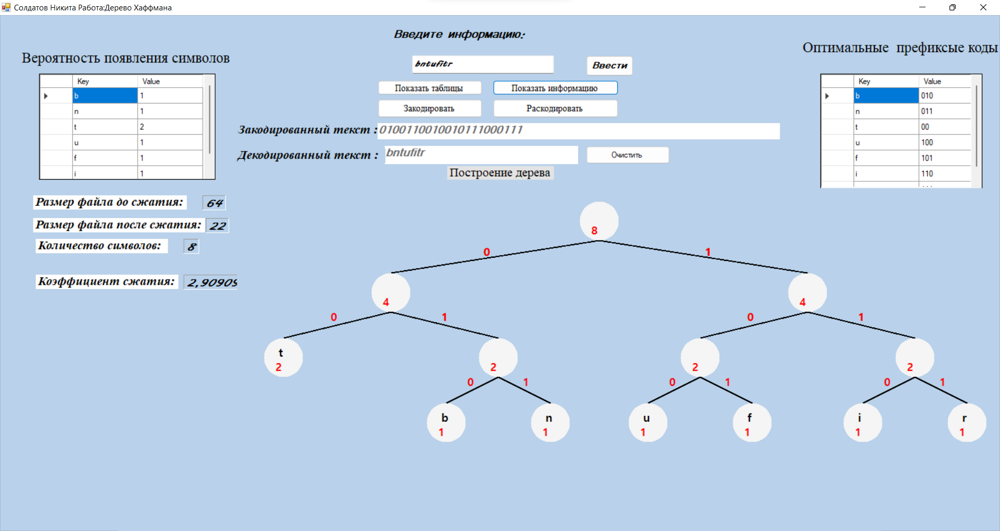 Солдатов Никита Работа:Дерево Хаффмана
Введите информацию:
Вероятность появления символов
Оптимальные префиксые коды
bntufitr
Ввести
Показать таблицы
Показать информацию
Закодировать
Раскодировать
Закодированный текст :
0100110010010111000111
Декодированный текст :
bntufitr
Очистить
Построение дерева
Key Value
b 1
n 1
t 2
u 1
f 1
i 1
Key Value
b 010
n 011
t 00
u 100
f 101
i 110
Размер файла до сжатия: 64
Размер файла после сжатия: 22
Количество символов: 8
Коэффициент сжатия: 2,90909
8
0 1
4 4
0 1 0 1
t
2 2 2 2
0 1 0 1 0 1
b n u f i r
1 1 1 1 1 1